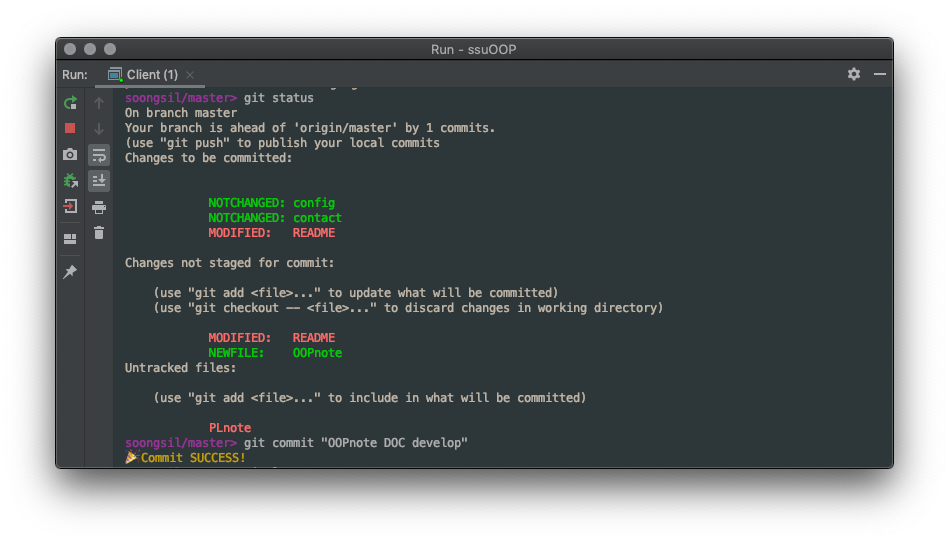 Run - ssuOOP
Run: Client (1)
soongsil/master> git status
On branch master
Your branch is ahead of 'origin/master' by 1 commits.
(use "git push" to publish your local commits
Changes to be committed:
NOTCHANGED: config
NOTCHANGED: contact
MODIFIED: README
Changes not staged for commit:
(use "git add <file>..." to update what will be committed)
(use "git checkout –– <file>..." to discard changes in working directory)
MODIFIED: README
NEWFILE: OOPnote
Untracked files:
(use "git add <file>..." to include in what will be committed)
PLnote
soongsil/master> git commit "OOPnote DOC develop"
🎉Commit SUCCESS!